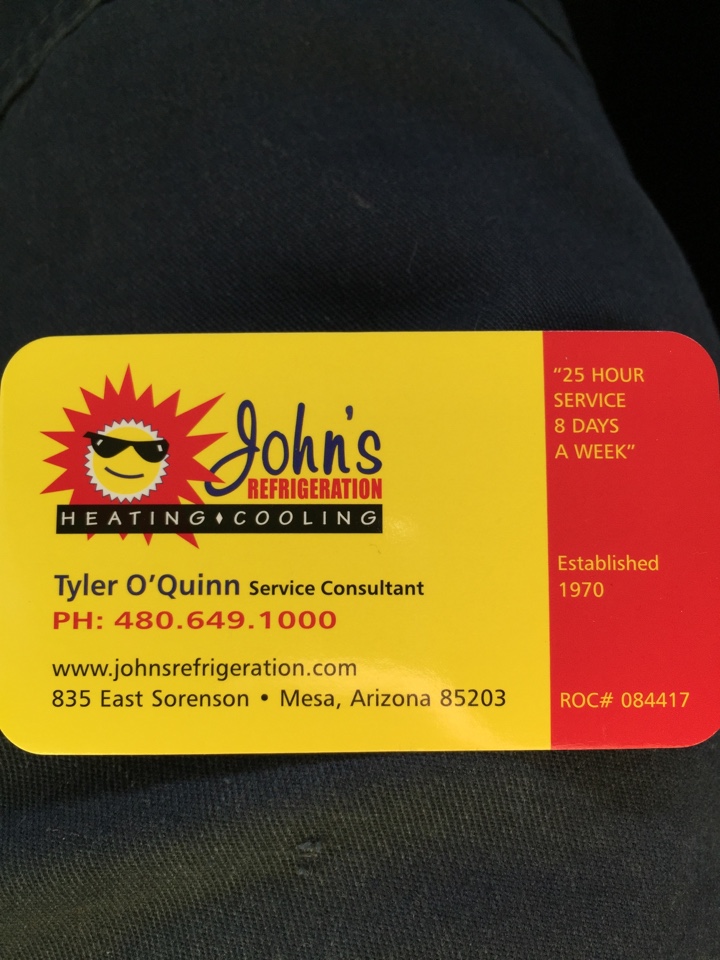 John's
REFRIGERATION
HEATING♦COOLING
Tyler O'Quinn Service Consultant
PH: 480.649.1000
www.johnsrefrigeration.com
835 East Sorenson • Mesa, Arizona 85203
"25 HOUR
SERVICE
8 DAYS
A WEEK"
Established
1970
ROC# 084417